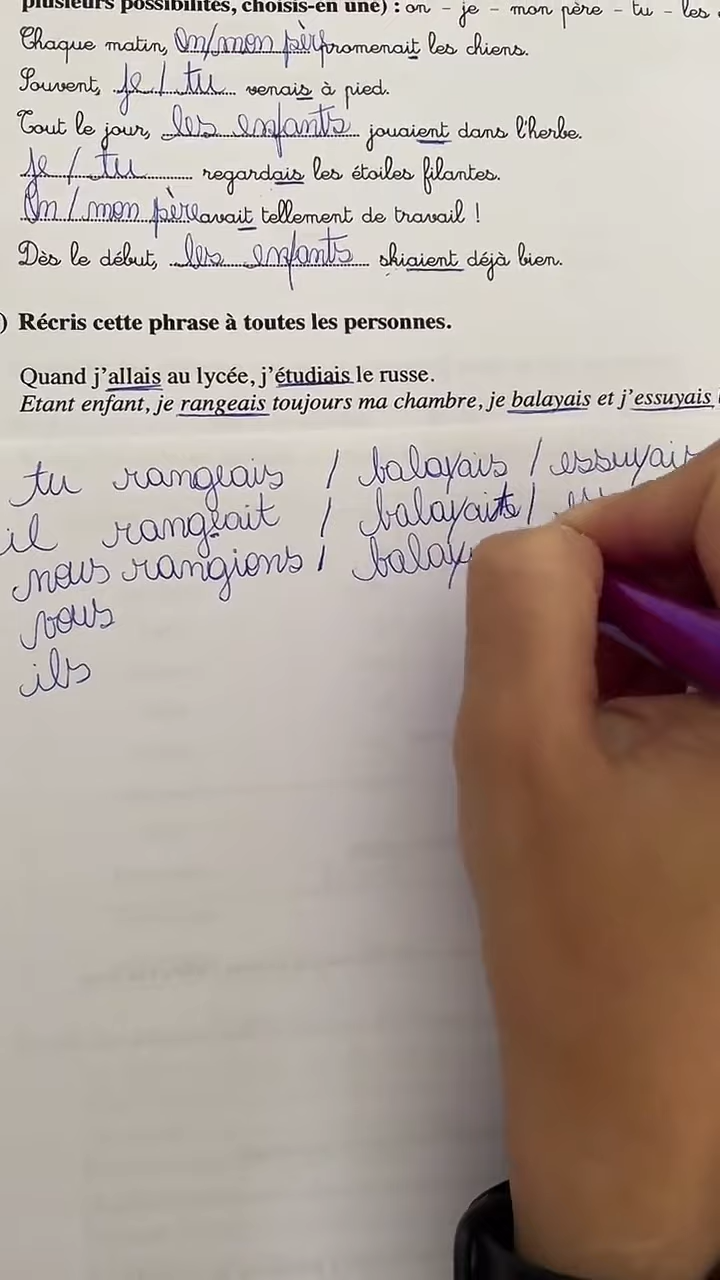 plusieurs possibilités, choisis-en une) : on – je – mon père – tu – les
Chaque matin, On/mon père promenait les chiens.
Souvent, je / tu venais à pied.
Tout le jour, les enfants jouaient dans l'herbe.
je / tu regardais les étoiles filantes.
On / mon père avait tellement de travail !
Dès le début, les enfants skiaient déjà bien.
) Récris cette phrase à toutes les personnes.
Quand j'allais au lycée, j'étudiais le russe.
Etant enfant, je rangeais toujours ma chambre, je balayais et j'essuyais
tu rangeais / balayais / essuyais
il rangeait / balayait /
nous rangions / balay
vous
ils